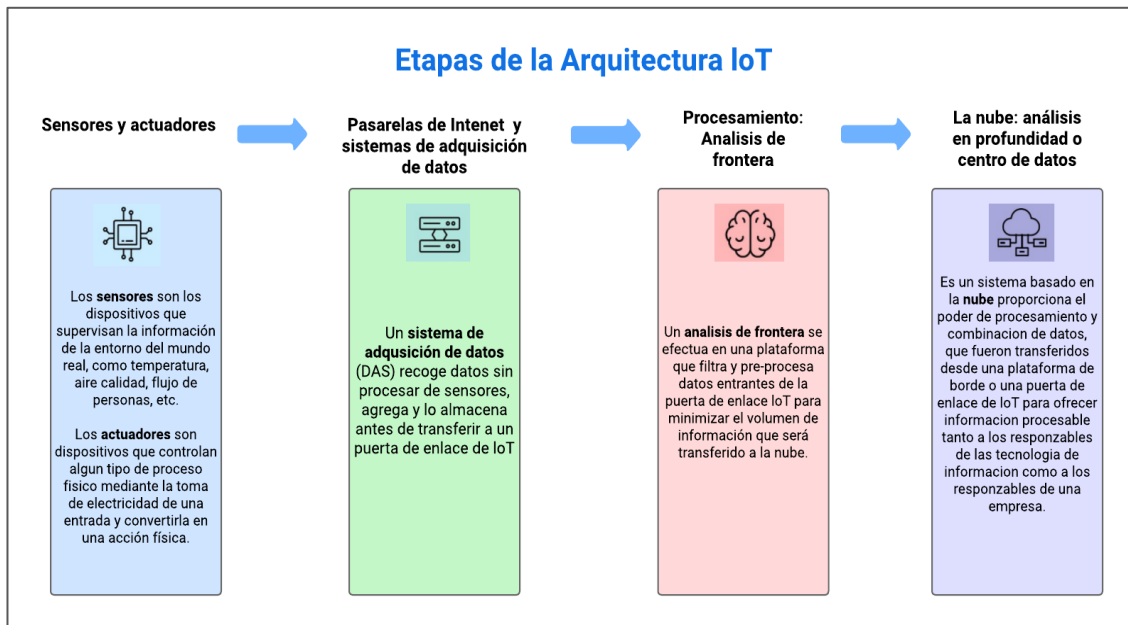 Etapas de la Arquitectura IoT
Sensores y actuadores
Pasarelas de Intenet y
sistemas de adquisición
de datos
Procesamiento:
Analisis de
frontera
La nube: análisis
en profundidad o
centro de datos
Los sensores son los
dispositivos que
supervisan la información
de la entorno del mundo
real, como temperatura,
aire calidad, flujo de
personas, etc.
Los actuadores son
dispositivos que controlan
algun tipo de proceso
fisico mediante la toma
de electricidad de una
entrada y convertirla en
una acción física.
Un sistema de
adqusición de datos
(DAS) recoge datos sin
procesar de sensores,
agrega y lo almacena
antes de transferir a un
puerta de enlace de IoT
Un analisis de frontera se
efectua en una plataforma
que filtra y pre-procesa
datos entrantes de la
puerta de enlace IoT para
minimizar el volumen de
información que será
transferido a la nube.
Es un sistema basado en
la nube proporciona el
poder de procesamiento y
combinacion de datos,
que fueron transferidos
desde una plataforma de
borde o una puerta de
enlace de IoT para ofrecer
informacion procesable
tanto a los responzables
de las tecnologia de
informacion como a los
responzables de una
empresa.